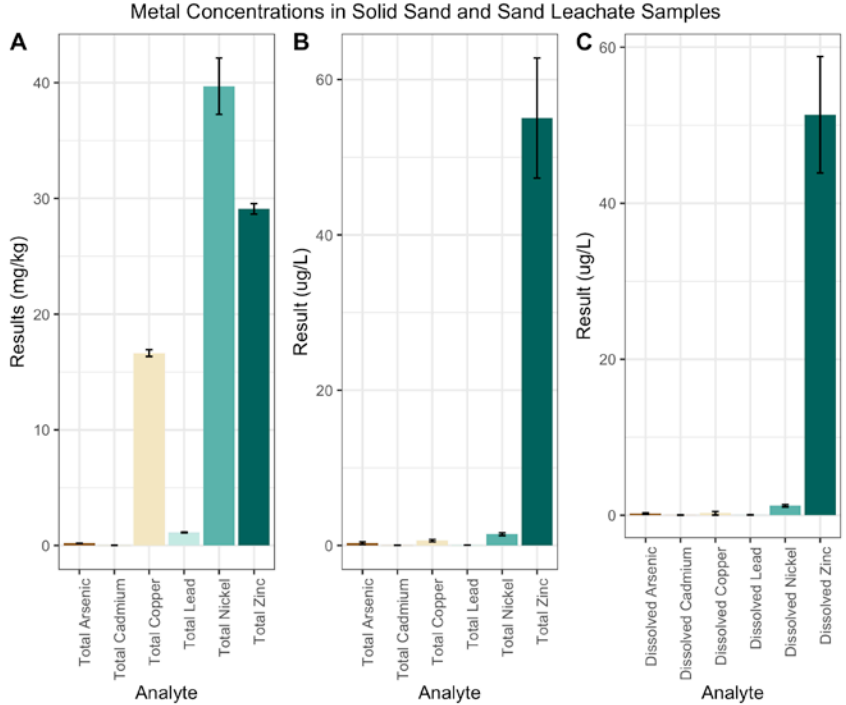 Metal Concentrations in Solid Sand and Sand Leachate Samples
A
Results (mg/kg)
40
30
20
10
0
Total Arsenic
Total Cadmium
Total Copper
Total Lead
Total Nickel
Total Zinc
Analyte
B
Result (ug/L)
60
40
20
0
Total Arsenic
Total Cadmium
Total Copper
Total Lead
Total Nickel
Total Zinc
Analyte
C
Result (ug/L)
60
40
20
0
Dissolved Arsenic
Dissolved Cadmium
Dissolved Copper
Dissolved Lead
Dissolved Nickel
Dissolved Zinc
Analyte